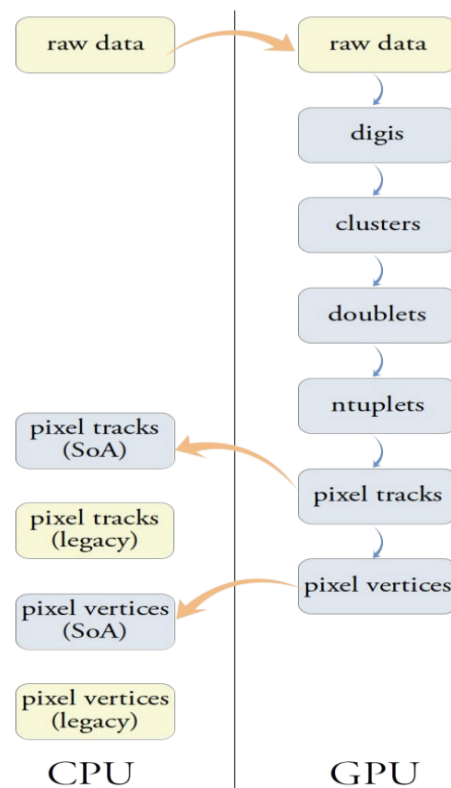 raw data
raw data
digis
clusters
doublets
ntuplets
pixel tracks
(SoA)
pixel tracks
pixel tracks
(legacy)
pixel vertices
pixel vertices
(SoA)
pixel vertices
(legacy)
CPU
GPU